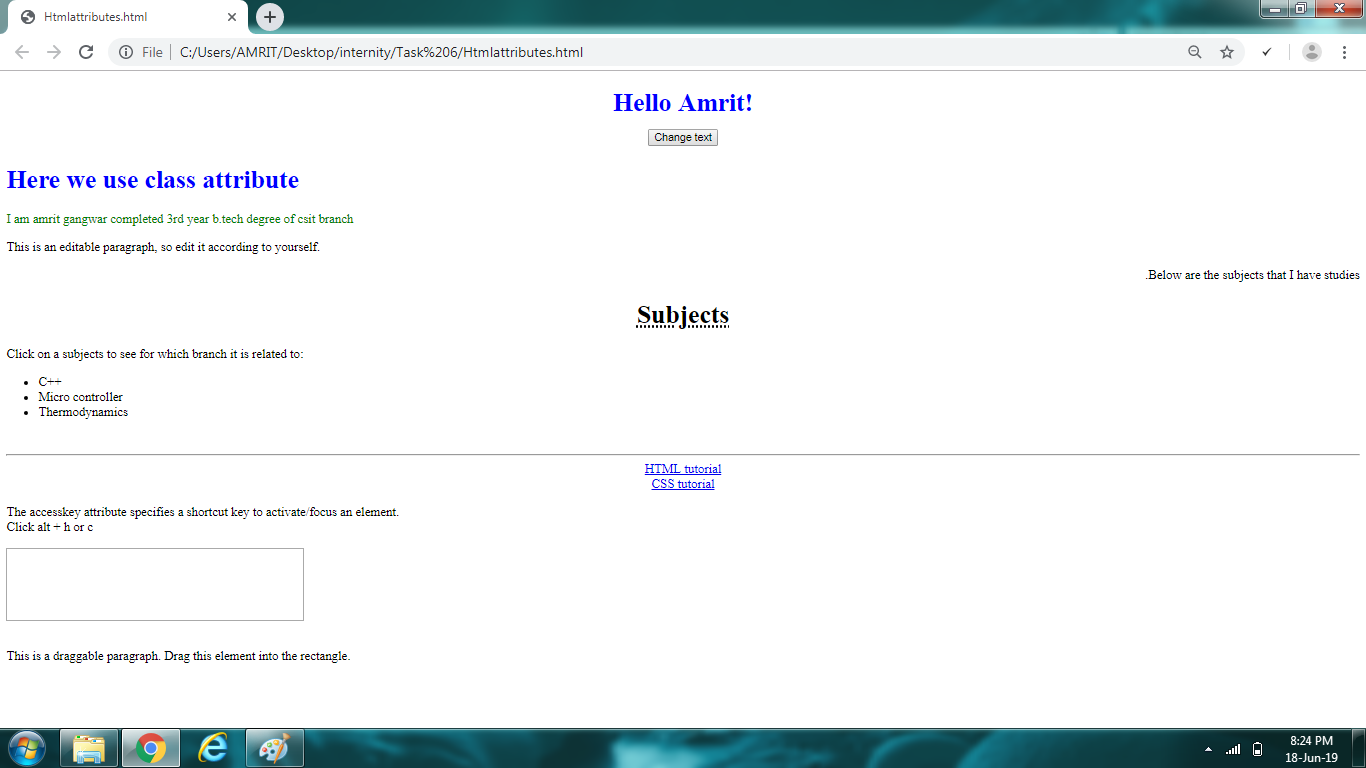 Htmlattributes.html
File
C:/Users/AMRIT/Desktop/internity/Task%206/Htmlattributes.html
Hello Amrit!
Change text
Here we use class attribute
I am amrit gangwar completed 3rd year b.tech degree of csit branch
This is an editable paragraph, so edit it according to yourself.
.Below are the subjects that I have studies
Subjects
Click on a subjects to see for which branch it is related to:
• C++
• Micro controller
• Thermodynamics
HTML tutorial
CSS tutorial
The accesskey attribute specifies a shortcut key to activate/focus an element.
Click alt + h or c
This is a draggable paragraph. Drag this element into the rectangle.
8:24 PM
18-Jun-19